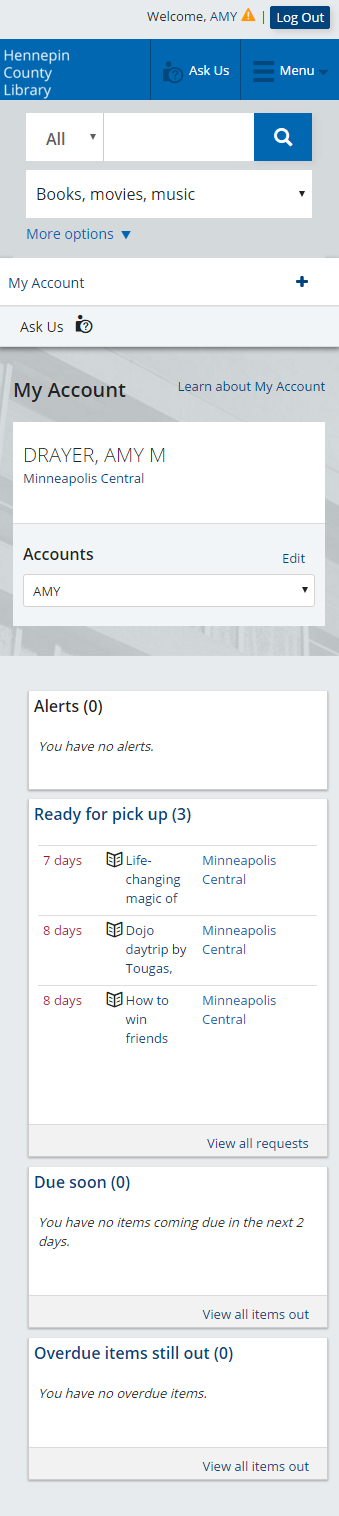 Welcome, AMY | Log Out
Hennepin
County
Library
Ask Us
Menu
All
Books, movies, music
More options
My Account
Ask Us
My Account
Learn about My Account
DRAYER, AMY M
Minneapolis Central
Accounts
Edit
AMY
Alerts (0)
You have no alerts.
Ready for pick up (3)
7 days Life- Minneapolis
changing Central
magic of
8 days Dojo Minneapolis
daytrip by Central
Tougas,
8 days How to Minneapolis
win Central
friends
View all requests
Due soon (0)
You have no items coming due in the next 2
days.
View all items out
Overdue items still out (0)
You have no overdue items.
View all items out